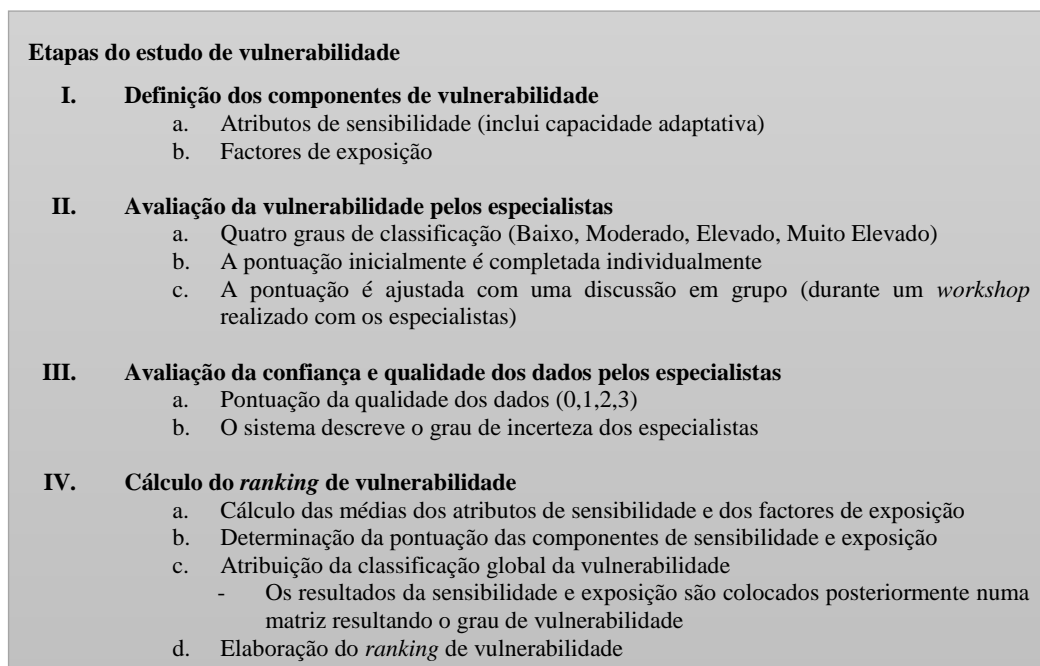 Etapas do estudo de vulnerabilidade
I. Definição dos componentes de vulnerabilidade
a. Atributos de sensibilidade (inclui capacidade adaptativa)
b. Factores de exposição
II. Avaliação da vulnerabilidade pelos especialistas
a. Quatro graus de classificação (Baixo, Moderado, Elevado, Muito Elevado)
b. A pontuação inicialmente é completada individualmente
c. A pontuação é ajustada com uma discussão em grupo (durante um workshop
realizado com os especialistas)
III. Avaliação da confiança e qualidade dos dados pelos especialistas
a. Pontuação da qualidade dos dados (0,1,2,3)
b. O sistema descreve o grau de incerteza dos especialistas
IV. Cálculo do ranking de vulnerabilidade
a. Cálculo das médias dos atributos de sensibilidade e dos factores de exposição
b. Determinação da pontuação das componentes de sensibilidade e exposição
c. Atribuição da classificação global da vulnerabilidade
- Os resultados da sensibilidade e exposição são colocados posteriormente numa
matriz resultando o grau de vulnerabilidade
d. Elaboração do ranking de vulnerabilidade